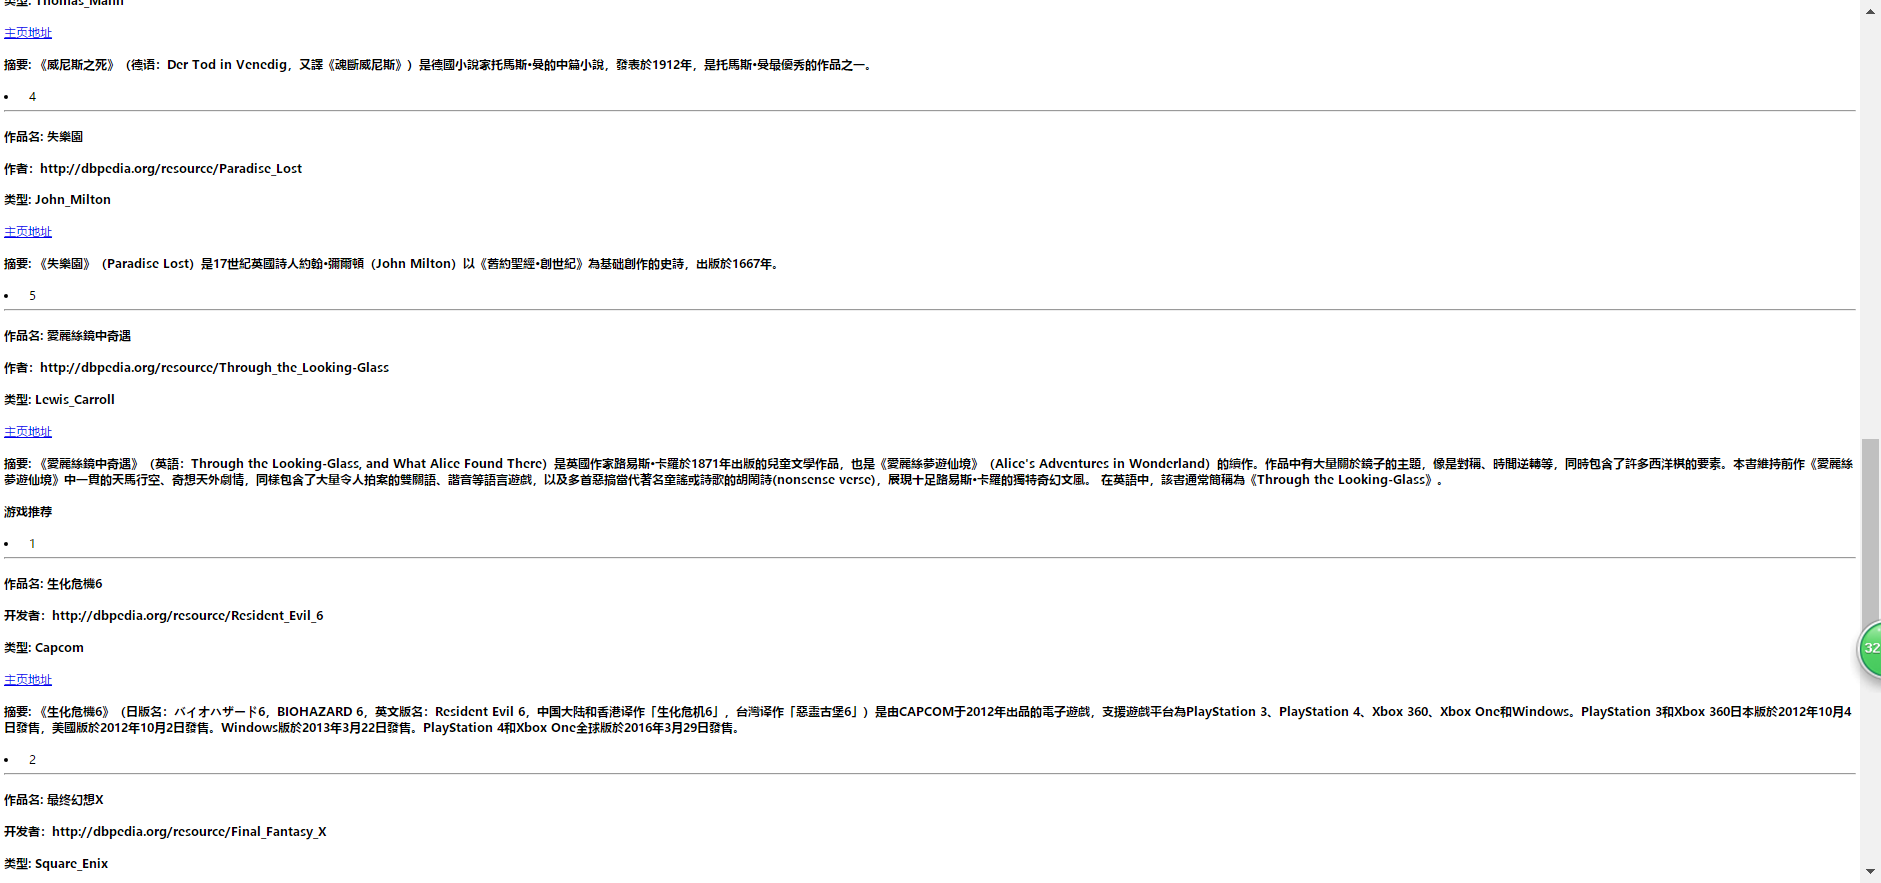 类型: Thomas_Mann
主页地址
摘要: 《威尼斯之死》（德语：Der Tod in Venedig，又譯《魂斷威尼斯》）是德國小說家托馬斯•曼的中篇小說，發表於1912年，是托馬斯•曼最優秀的作品之一。
4
作品名: 失樂園
作者：http://dbpedia.org/resource/Paradise_Lost
类型: John_Milton
主页地址
摘要: 《失樂園》（Paradise Lost）是17世紀英國詩人約翰•彌爾頓（John Milton）以《舊約聖經•創世紀》為基础創作的史詩，出版於1667年。
5
作品名: 愛麗絲鏡中奇遇
作者：http://dbpedia.org/resource/Through_the_Looking-Glass
类型: Lewis_Carroll
主页地址
摘要: 《愛麗絲鏡中奇遇》（英語：Through the Looking-Glass, and What Alice Found There）是英國作家路易斯•卡羅於1871年出版的兒童文學作品，也是《愛麗絲夢遊仙境》（Alice's Adventures in Wonderland）的續作。作品中有大量關於鏡子的主題，像是對稱、時間逆轉等，同時包含了許多西洋棋的要素。本書維持前作《愛麗絲
夢遊仙境》中一貫的天馬行空、奇想天外劇情，同樣包含了大量令人拍案的雙關語、諧音等語言遊戲，以及多首惡搞當代著名童謠或詩歌的胡鬧詩(nonsense verse)，展現十足路易斯•卡羅的獨特奇幻文風。 在英語中，該書通常簡稱為《Through the Looking-Glass》。
游戏推荐
1
作品名: 生化危機6
开发者：http://dbpedia.org/resource/Resident_Evil_6
类型: Capcom
主页地址
摘要: 《生化危機6》（日版名：バイオハザード6，BIOHAZARD 6，英文版名：Resident Evil 6，中国大陆和香港译作「生化危机6」，台灣译作「惡靈古堡6」）是由CAPCOM于2012年出品的電子遊戲，支援遊戲平台為PlayStation 3、PlayStation 4、Xbox 360、Xbox One和Windows。PlayStation 3和Xbox 360日本版於2012年10月4
日發售，美國版於2012年10月2日發售。Windows版於2013年3月22日發售。PlayStation 4和Xbox One全球版於2016年3月29日發售。
2
作品名: 最终幻想X
开发者：http://dbpedia.org/resource/Final_Fantasy_X
类型: Square_Enix
32